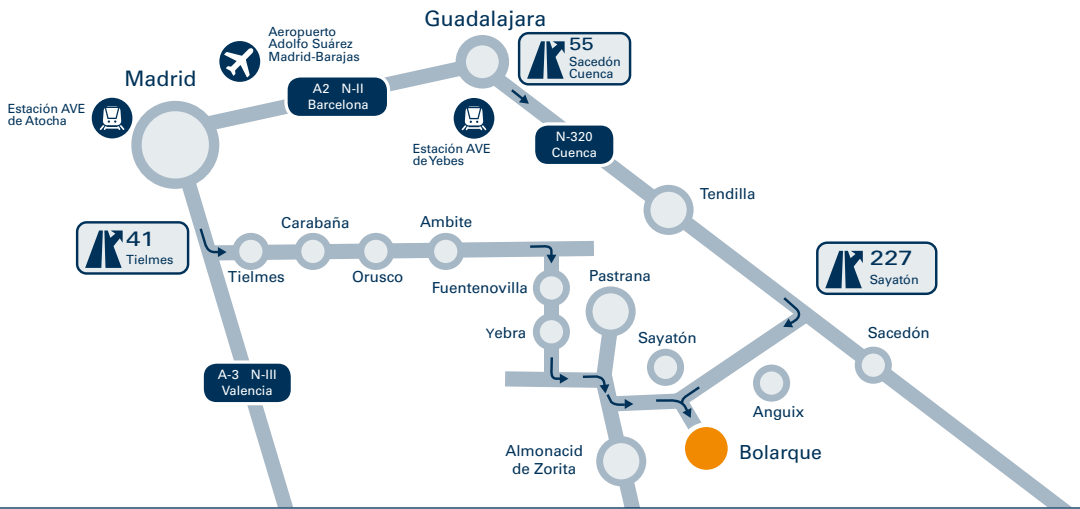 Guadalajara
Aeropuerto
Adolfo Suárez
Madrid-Barajas
55
Sacedón
Cuenca
Madrid
A2 N-II
Barcelona
Estación AVE
de Atocha
N-320
Cuenca
Estación AVE
de Yebes
Tendilla
41
Tielmes
Carabaña
Ambite
227
Sayatón
Tielmes
Orusco
Fuentenovilla
Pastrana
Yebra
Sayatón
Sacedón
A-3 N-III
Valencia
Anguix
Almonacid
de Zorita
Bolarque